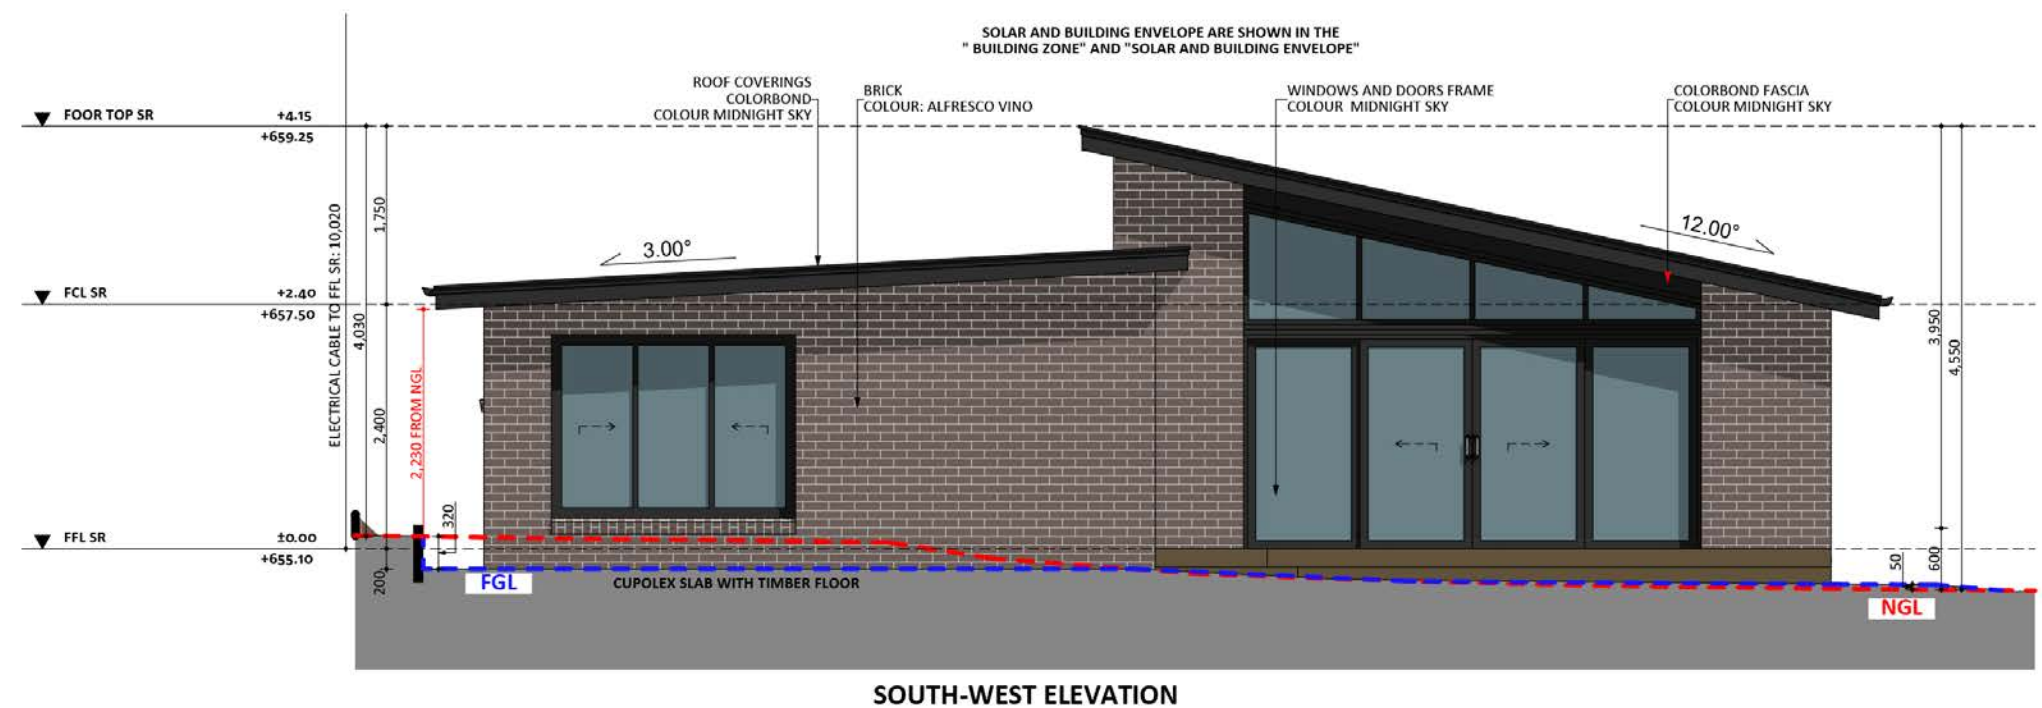 SOLAR AND BUILDING ENVELOPE ARE SHOWN IN THE
" BUILDING ZONE" AND "SOLAR AND BUILDING ENVELOPE"
ROOF COVERINGS
COLORBOND
COLOUR MIDNIGHT SKY
BRICK
COLOUR: ALFRESCO VINO
WINDOWS AND DOORS FRAME
COLOUR MIDNIGHT SKY
COLORBOND FASCIA
COLOUR MIDNIGHT SKY
FOOR TOP SR
+4.15
+659.25
1,750
3.00°
12.00°
FCL SR
+2.40
+657.50
ELECTRICAL CABLE TO FFL SR: 10,020
4,030
2,400
2,230 FROM NGL
320
3,950
4,550
FFL SR
±0.00
+655.10
200
FGL
CUPOLEX SLAB WITH TIMBER FLOOR
50
600
NGL
SOUTH-WEST ELEVATION